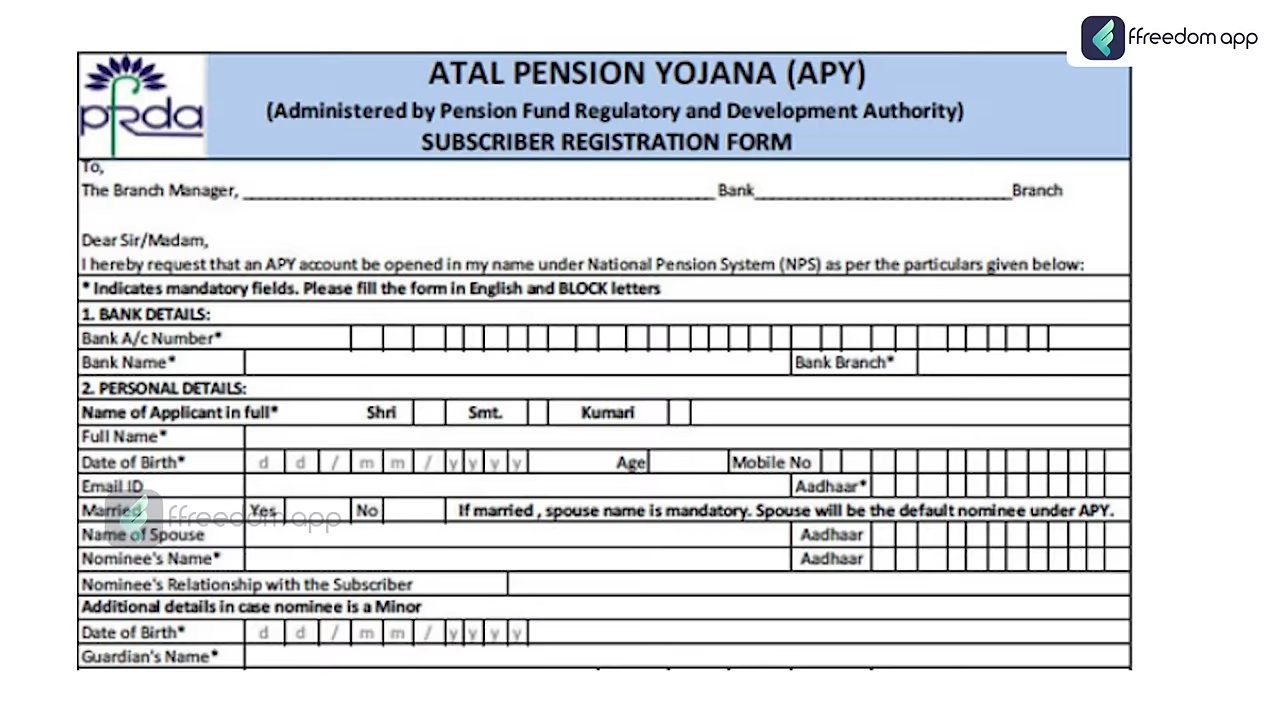 ffreedom app
ATAL PENSION YOJANA (APY)
(Administered by Pension Fund Regulatory and Development Authority)
SUBSCRIBER REGISTRATION FORM
pfrda
To,
The Branch Manager, ______ Bank ______ Branch
Dear Sir/Madam,
I hereby request that an APY account be opened in my name under National Pension System (NPS) as per the particulars given below:
* Indicates mandatory fields. Please fill the form in English and BLOCK letters
1. BANK DETAILS:
Bank A/c Number*
Bank Name* Bank Branch*
2. PERSONAL DETAILS:
Name of Applicant in full* Shri Smt. Kumari
Full Name*
Date of Birth* d d / m m / y y y y Age Mobile No
Email ID Aadhaar*
Married Yes No If married , spouse name is mandatory. Spouse will be the default nominee under APY.
ffreedom app
Name of Spouse Aadhaar
Nominee's Name* Aadhaar
Nominee's Relationship with the Subscriber
Additional details in case nominee is a Minor
Date of Birth* d d / m m / y y y y
Guardian's Name*